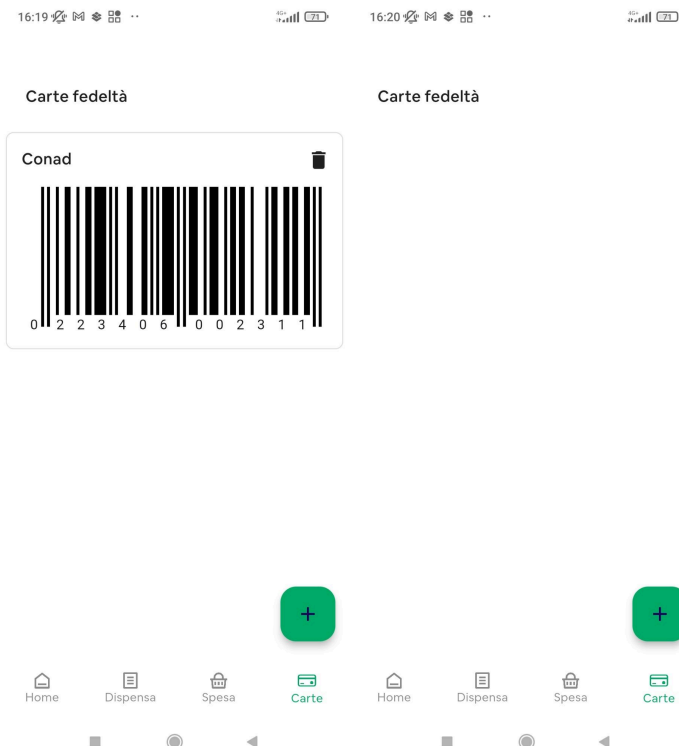 16:19
4G+
71
Carte fedeltà
Conad
0 2 2 3 4 0 6 0 0 2 3 1 1
Home
Dispensa
Spesa
Carte
16:20
4G+
71
Carte fedeltà
Home
Dispensa
Spesa
Carte